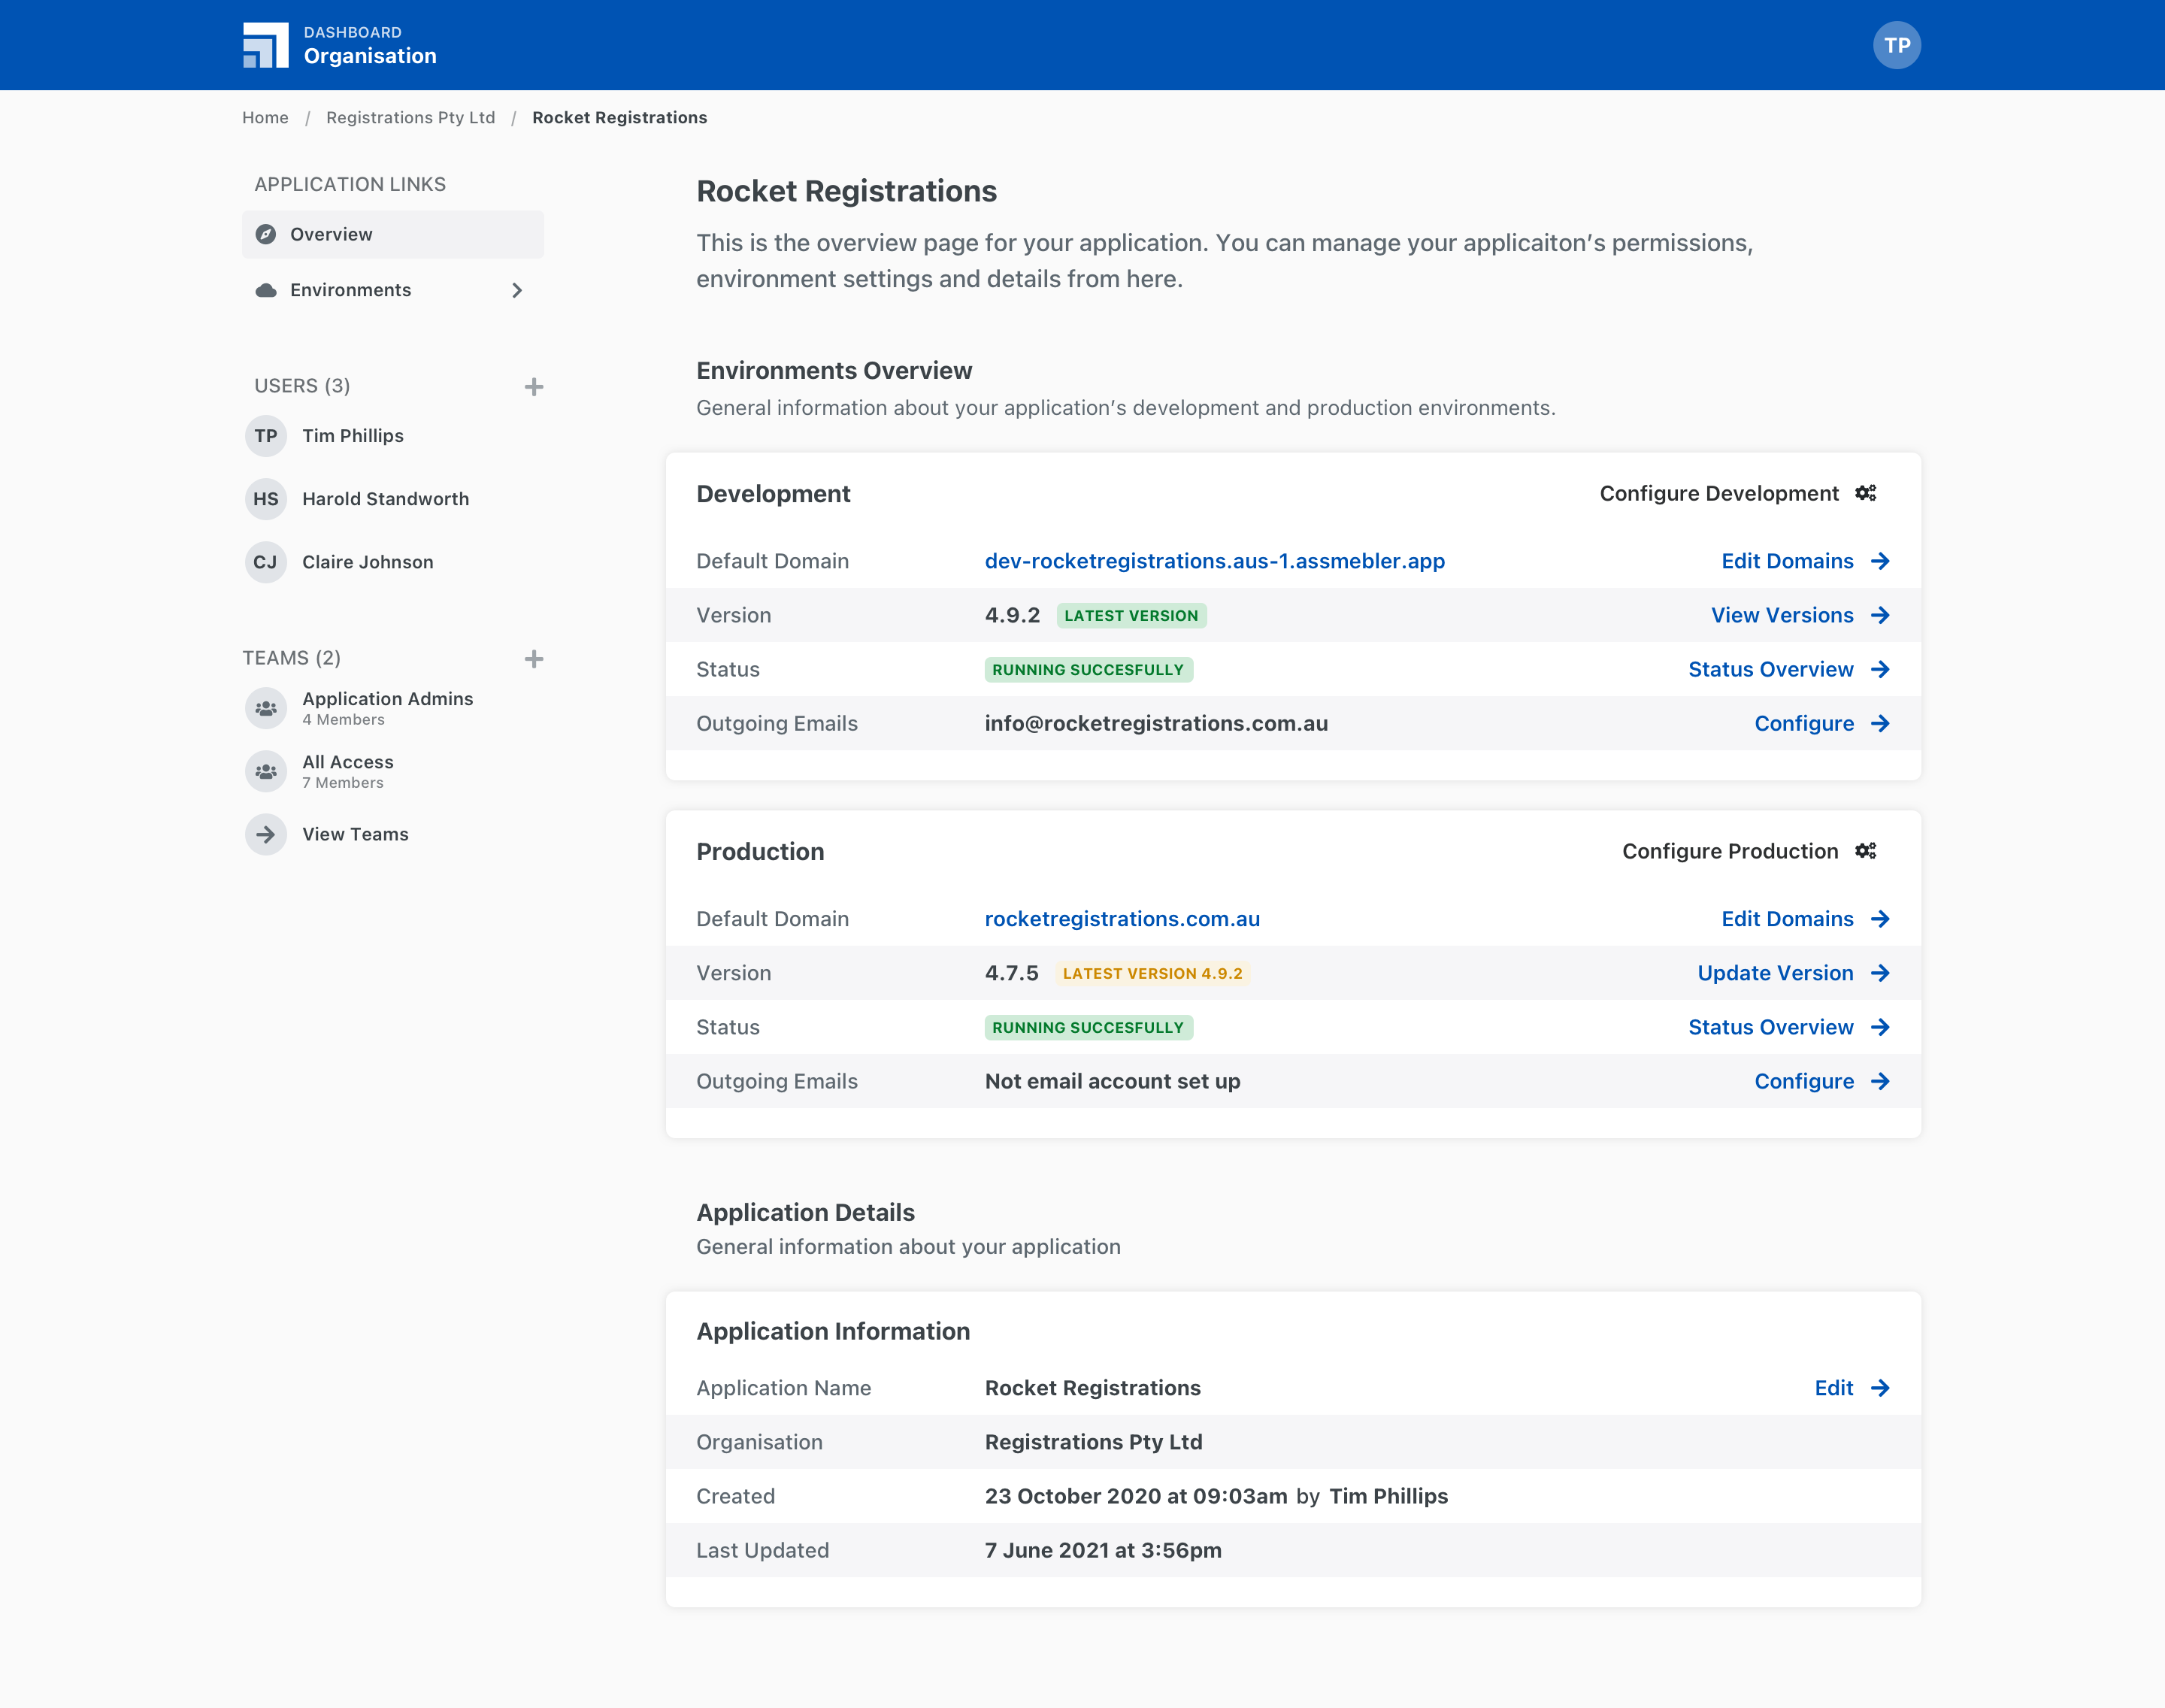 DASHBOARD
Organisation
TP
Home / Registrations Pty Ltd / Rocket Registrations
APPLICATION LINKS
Overview
Environments
USERS (3)
TP Tim Phillips
HS Harold Standworth
CJ Claire Johnson
TEAMS (2)
Application Admins
4 Members
All Access
7 Members
View Teams
Rocket Registrations
This is the overview page for your application. You can manage your applicaiton’s permissions,
environment settings and details from here.
Environments Overview
General information about your application’s development and production environments.
Development Configure Development
Default Domain dev-rocketregistrations.aus-1.assmebler.app Edit Domains
Version 4.9.2 LATEST VERSION View Versions
Status RUNNING SUCCESFULLY Status Overview
Outgoing Emails info@rocketregistrations.com.au Configure
Production Configure Production
Default Domain rocketregistrations.com.au Edit Domains
Version 4.7.5 LATEST VERSION 4.9.2 Update Version
Status RUNNING SUCCESFULLY Status Overview
Outgoing Emails Not email account set up Configure
Application Details
General information about your application
Application Information
Application Name Rocket Registrations Edit
Organisation Registrations Pty Ltd
Created 23 October 2020 at 09:03am by Tim Phillips
Last Updated 7 June 2021 at 3:56pm